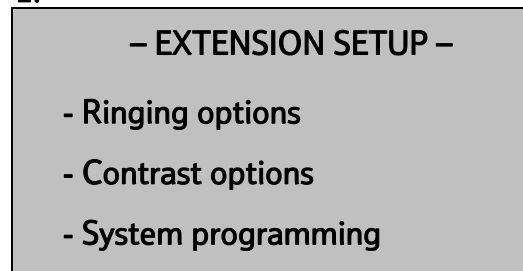 – EXTENSION SETUP –
- Ringing options
- Contrast options
- System programming